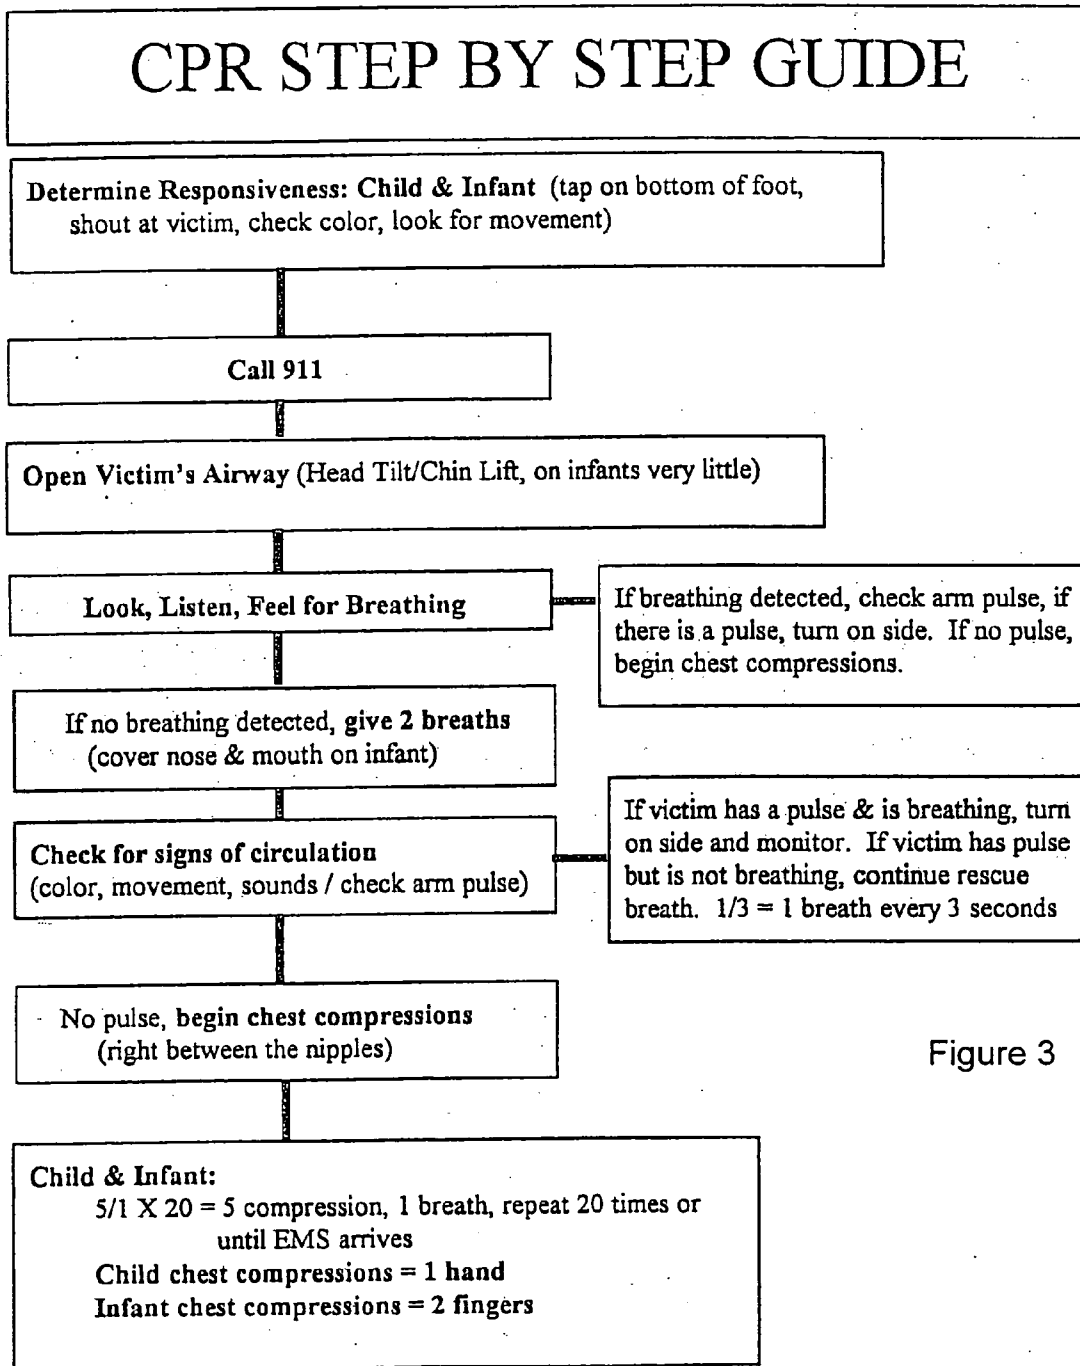 CPR STEP BY STEP GUIDE
Determine Responsiveness: Child & Infant (tap on bottom of foot,
shout at victim, check color, look for movement)
Call 911
Open Victim's Airway (Head Tilt/Chin Lift, on infants very little)
Look, Listen, Feel for Breathing
If breathing detected, check arm pulse, if
there is a pulse, turn on side. If no pulse,
begin chest compressions.
If no breathing detected, give 2 breaths
(cover nose & mouth on infant)
Check for signs of circulation
(color, movement, sounds / check arm pulse)
If victim has a pulse & is breathing, turn
on side and monitor. If victim has pulse
but is not breathing, continue rescue
breath. 1/3 = 1 breath every 3 seconds
No pulse, begin chest compressions
(right between the nipples)
Figure 3
Child & Infant:
5/1 X 20 = 5 compression, 1 breath, repeat 20 times or
until EMS arrives
Child chest compressions = 1 hand
Infant chest compressions = 2 fingers